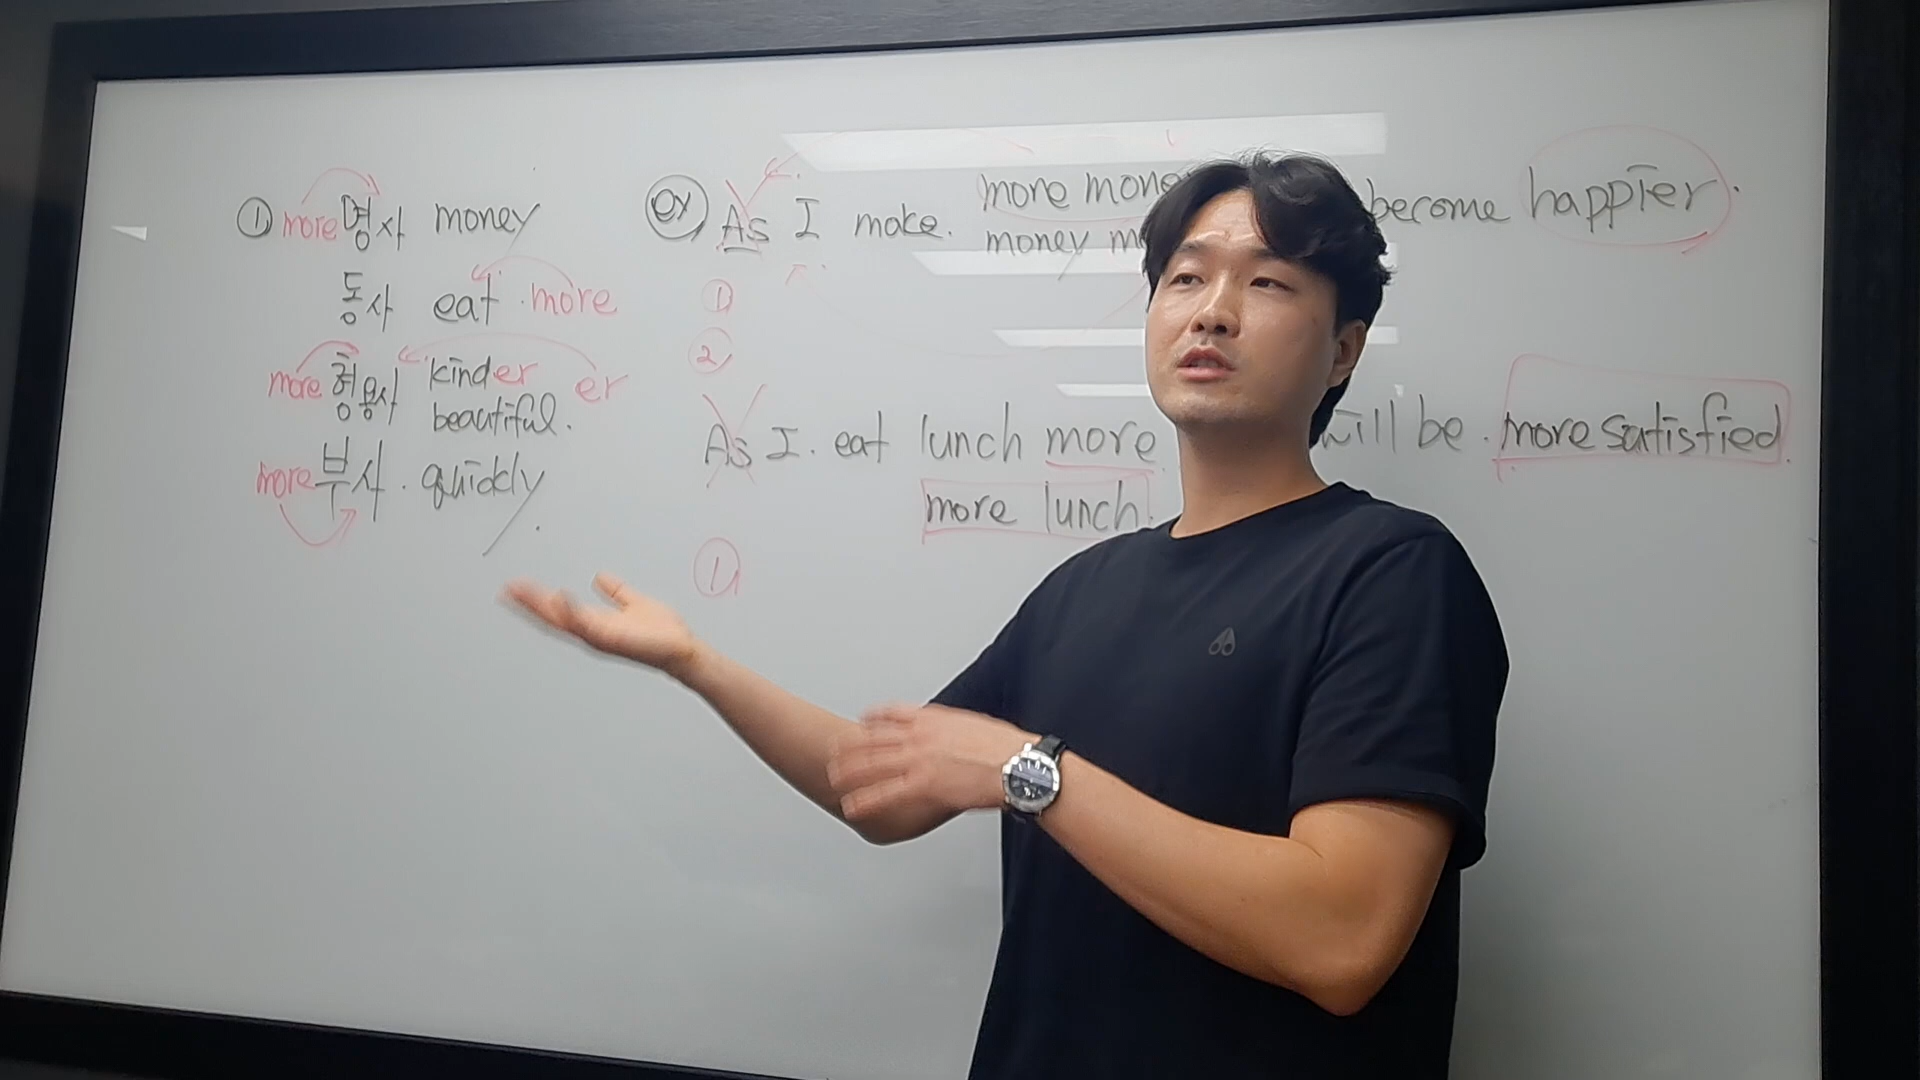 ① more 명사 money
동사 eat more
more 형용사 kinder er
beautiful.
more 부사 . quickly
ex As I make. more mone become happier.
money m
①
②
As I. eat lunch more will be. more satisfied
more lunch.
①